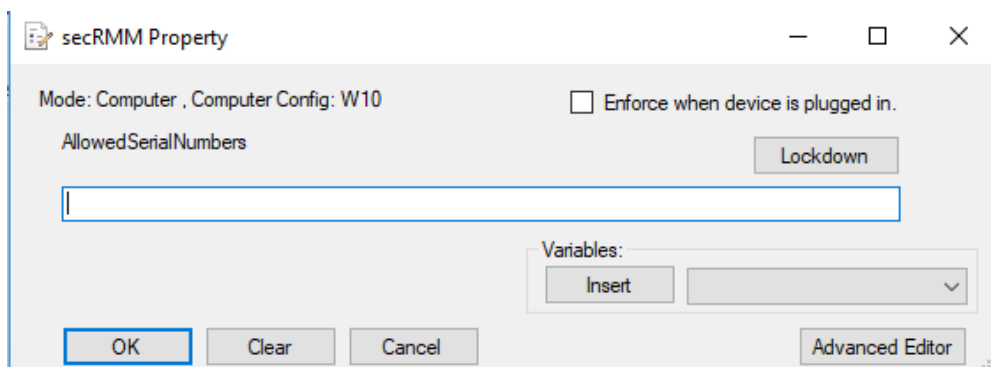 secRMM Property
Mode: Computer , Computer Config: W10
Enforce when device is plugged in.
AllowedSerialNumbers
Lockdown
Variables:
Insert
OK
Clear
Cancel
Advanced Editor